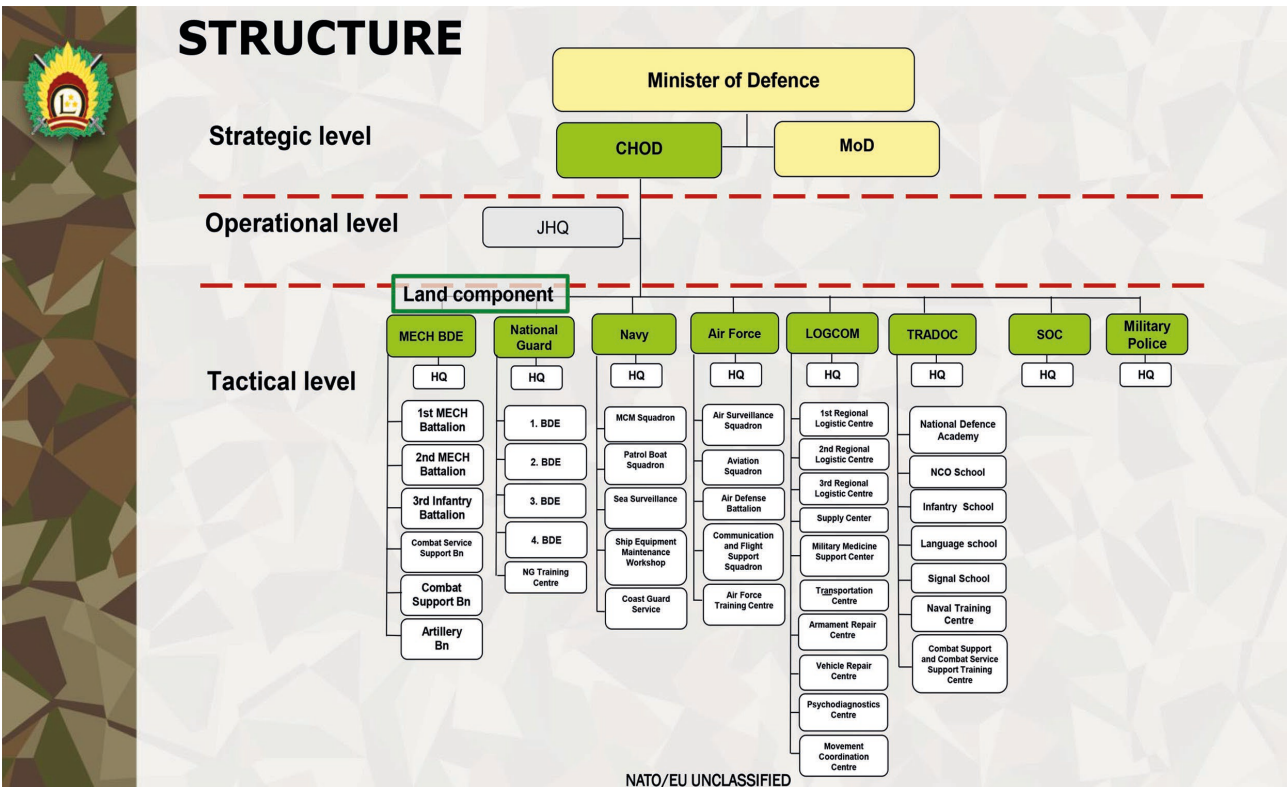 STRUCTURE
Minister of Defence
Strategic level
CHOD
MoD
Operational level
JHQ
Land component
Tactical level
MECH BDE
HQ
1st MECH
Battalion
2nd MECH
Battalion
3rd Infantry
Battalion
Combat Service
Support Bn
Combat
Support Bn
Artillery
Bn
National
Guard
HQ
1. BDE
2. BDE
3. BDE
4. BDE
NG Training
Centre
Navy
HQ
MCM Squadron
Patrol Boat
Squadron
Sea Surveillance
Ship Equipment
Maintenance
Workshop
Coast Guard
Service
Air Force
HQ
Air Surveillance
Squadron
Aviation
Squadron
Air Defense
Battalion
Communication
and Flight
Support
Squadron
Air Force
Training Centre
LOGCOM
HQ
1st Regional
Logistic Centre
2nd Regional
Logistic Centre
3rd Regional
Logistic Centre
Supply Center
Military Medicine
Support Center
Transportation
Centre
Armament Repair
Centre
Vehicle Repair
Centre
Psychodiagnostics
Centre
Movement
Coordination
Centre
TRADOC
HQ
National Defence
Academy
NCO School
Infantry School
Language school
Signal School
Naval Training
Centre
Combat Support
and Combat Service
Support Training
Centre
SOC
HQ
Military
Police
HQ
NATO/EU UNCLASSIFIED
L